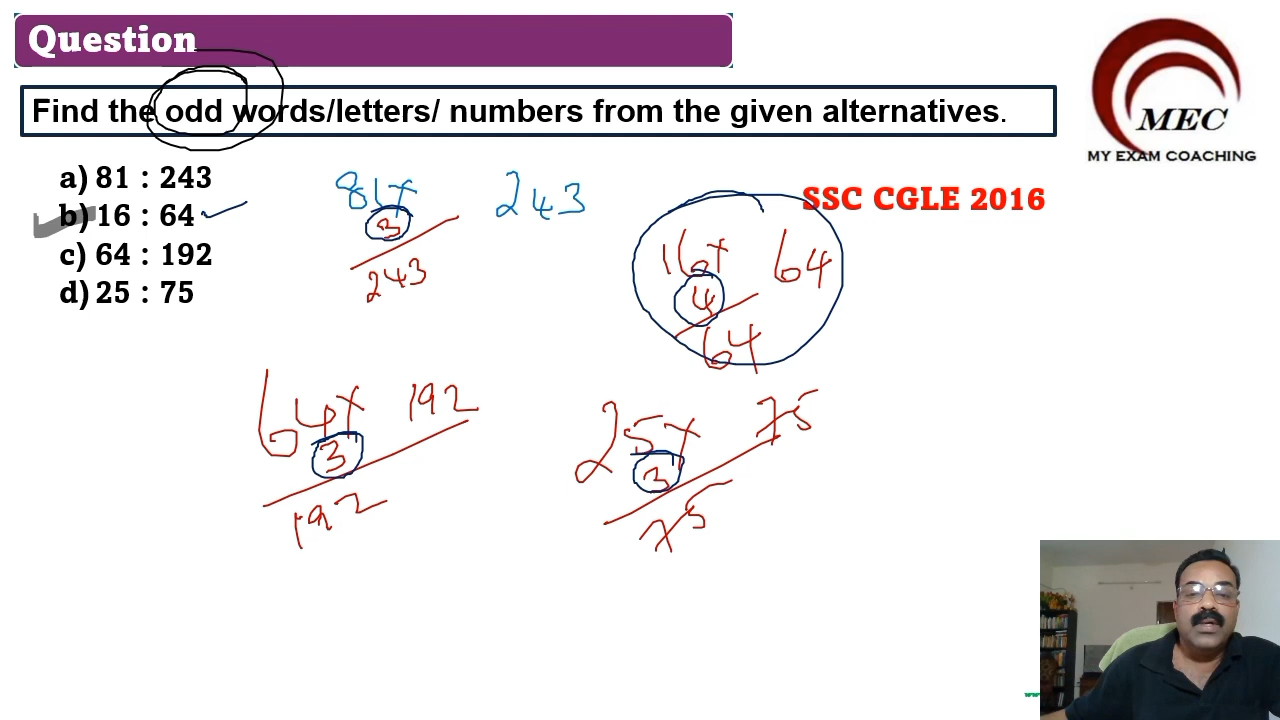 Question
Find the odd words/letters/ numbers from the given alternatives.
MEC
MY EXAM COACHING
SSC CGLE 2016
a) 81 : 243
b) 16 : 64
c) 64 : 192
d) 25 : 75
81x 243
3
243
16x 64
4
64
64x 192
3
192
25x 75
3
75